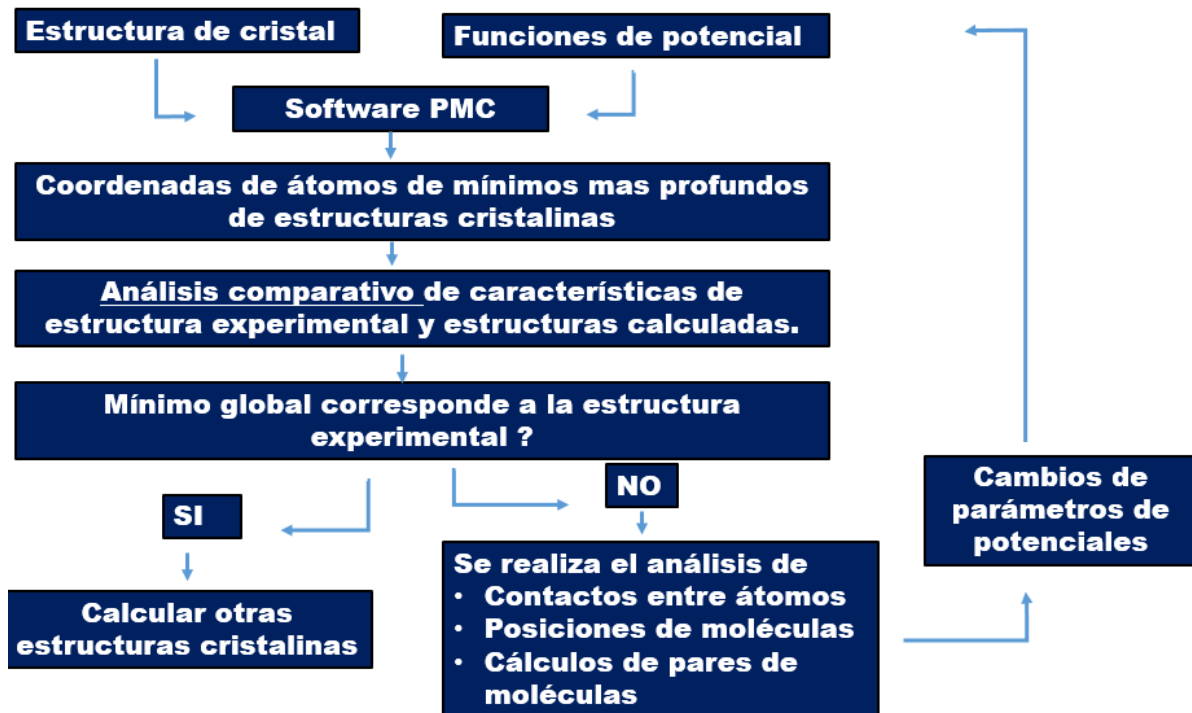 Estructura de cristal
Funciones de potencial
Software PMC
Coordenadas de átomos de mínimos mas profundos
de estructuras cristalinas
Análisis comparativo de características de
estructura experimental y estructuras calculadas.
Mínimo global corresponde a la estructura
experimental ?
SI
NO
Calcular otras
estructuras cristalinas
Se realiza el análisis de
• Contactos entre átomos
• Posiciones de moléculas
• Cálculos de pares de
moléculas
Cambios de
parámetros de
potenciales